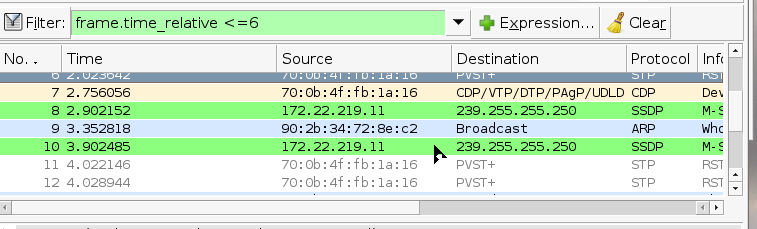 Filter: frame.time_relative <=6 Expression... Clear
No. . Time Source Destination Protocol Info
6 2.023642 70:0b:4f:fb:1a:16 PVST+ STP RST
7 2.756056 70:0b:4f:fb:1a:16 CDP/VTP/DTP/PAgP/UDLD CDP Dev
8 2.902152 172.22.219.11 239.255.255.250 SSDP M-S
9 3.352818 90:2b:34:72:8e:c2 Broadcast ARP Who
10 3.902485 172.22.219.11 239.255.255.250 SSDP M-S
11 4.022146 70:0b:4f:fb:1a:16 PVST+ STP RST
12 4.028944 70:0b:4f:fb:1a:16 PVST+ STP RST